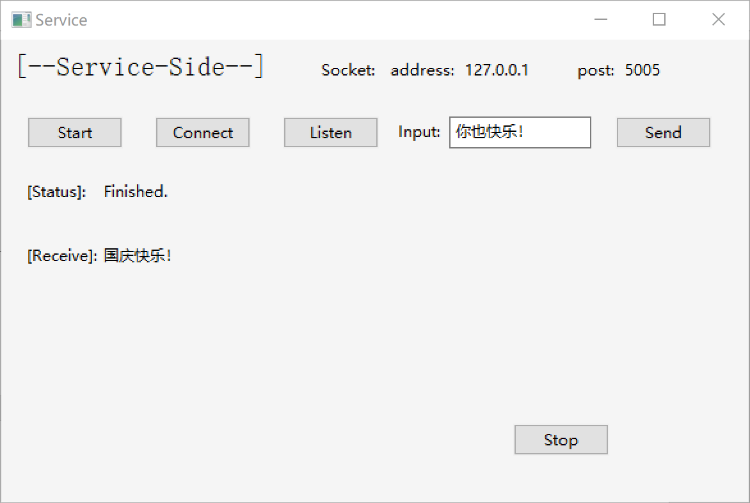 Service
[--Service-Side--] Socket: address: 127.0.0.1 post: 5005
Start Connect Listen Input: 你也快乐! Send
[Status]: Finished.
[Receive]: 国庆快乐!
Stop